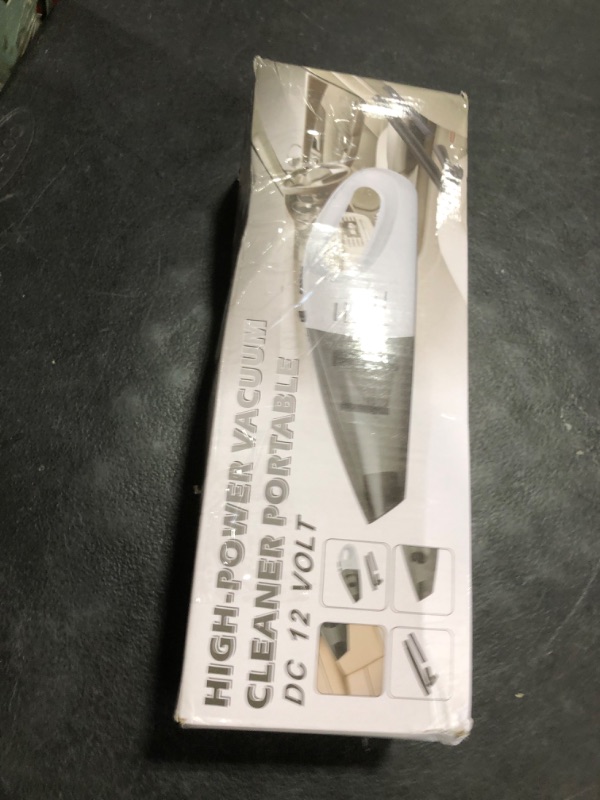 HIGH-POWER VACUUM
CLEANER PORTABLE
DC 12 VOLT